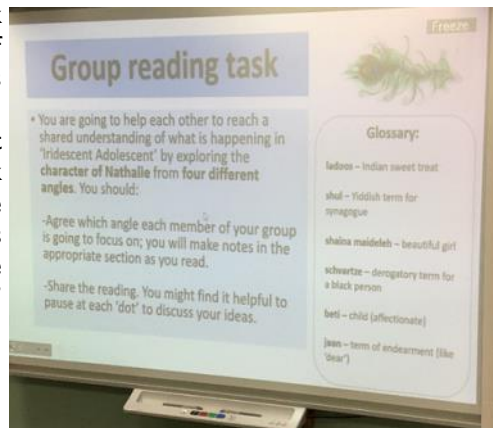 Freeze
Group reading task
• You are going to help each other to reach a
shared understanding of what is happening in
'Iridescent Adolescent' by exploring the
character of Nathalie from four different
angles. You should:
-Agree which angle each member of your group
is going to focus on; you will make notes in the
appropriate section as you read.
-Share the reading. You might find it helpful to
pause at each 'dot' to discuss your ideas.
Glossary:
ladoos – Indian sweet treat
shul – Yiddish term for
synagogue
shaina maideleh – beautiful girl
schvartze – derogatory term for
a black person
beti – child (affectionate)
jaan – term of endearment (like
'dear')